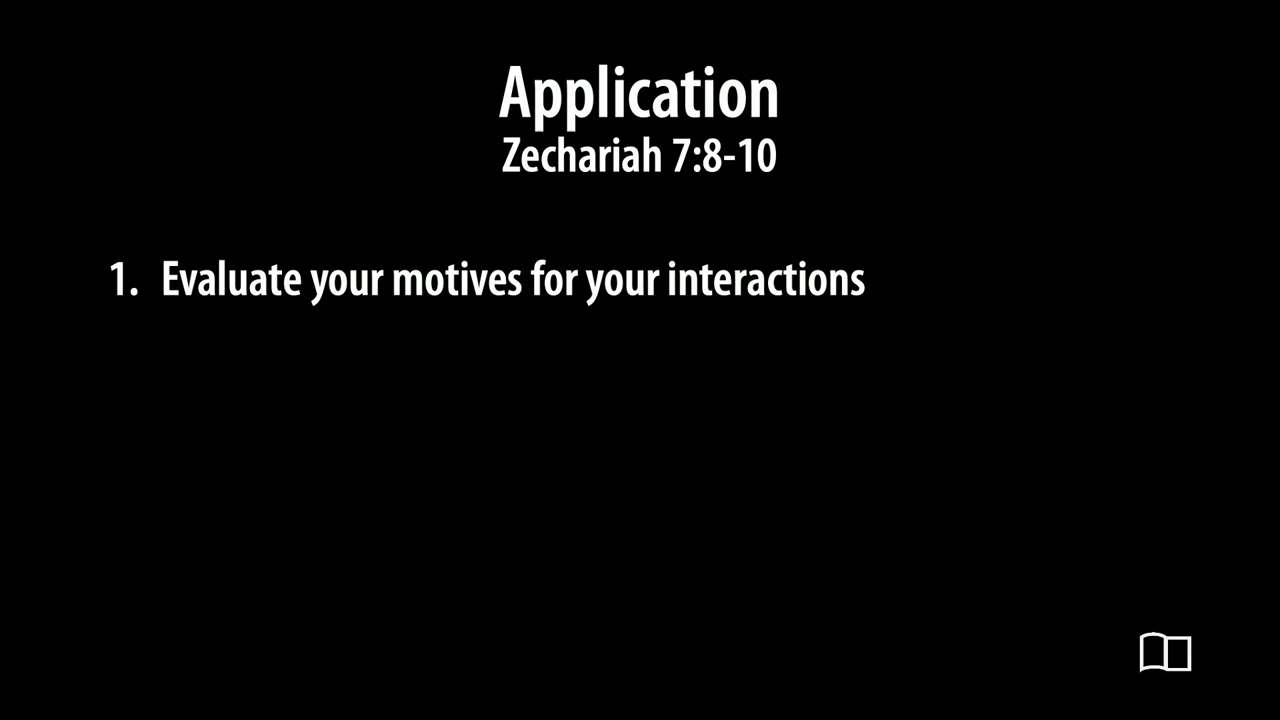 Application
Zechariah 7:8-10
1. Evaluate your motives for your interactions